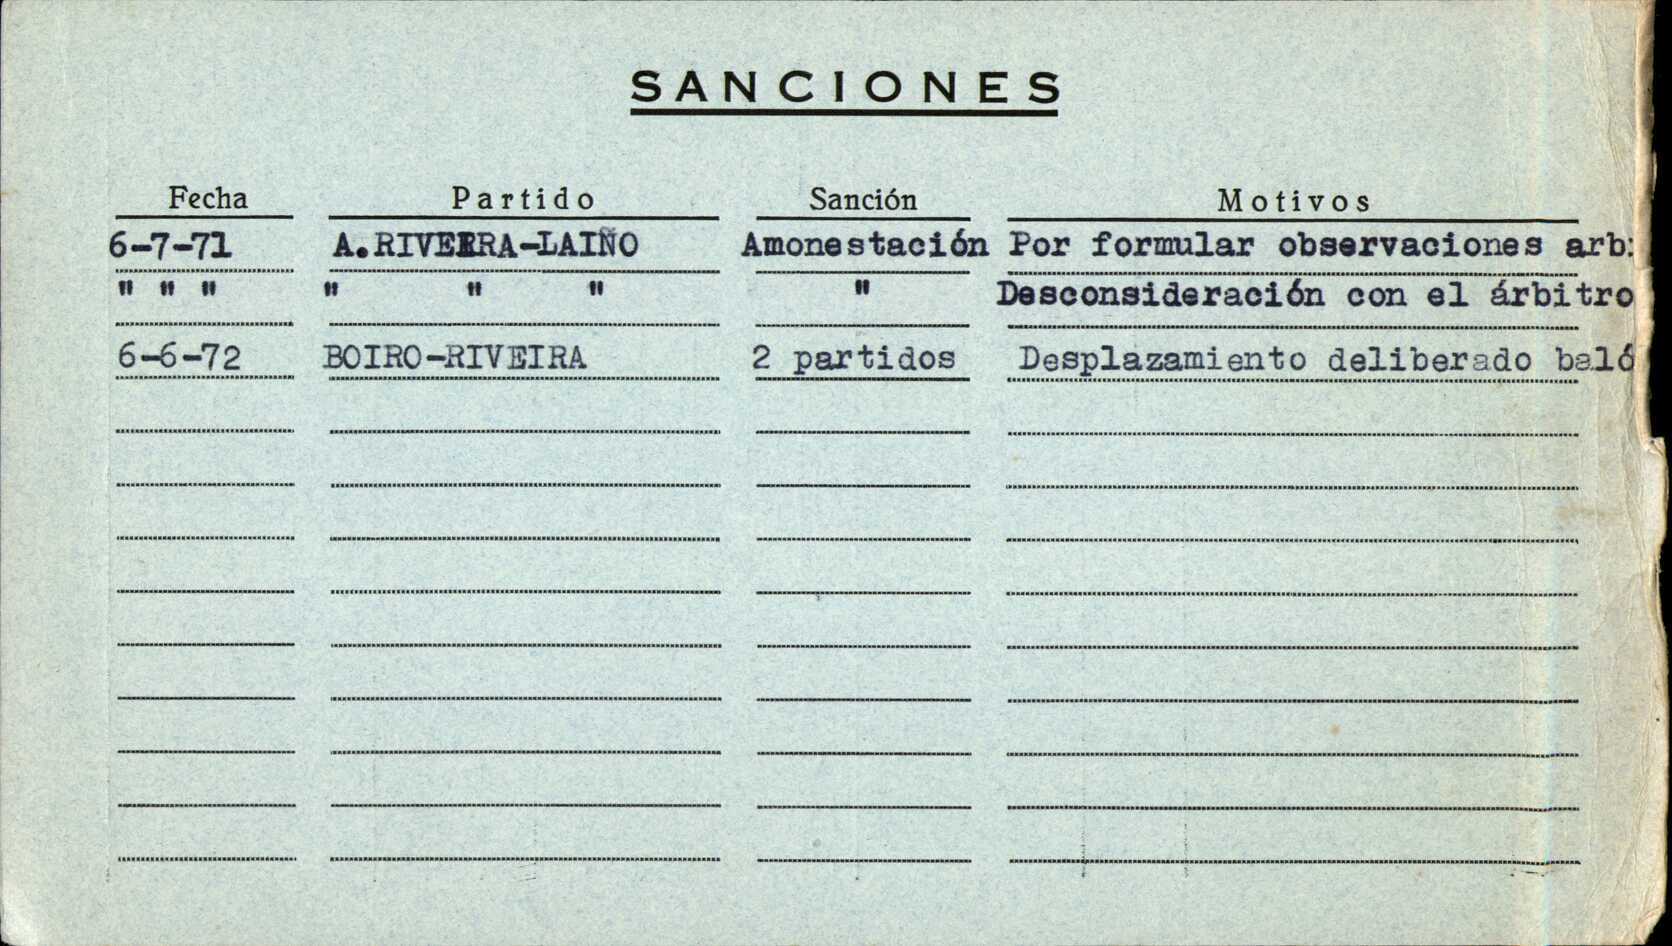 SANCIONES
Fecha Partido Sanción Motivos
6-7-71 A.RIVEIRA-LAIÑO Amonestación Por formular observaciones arb
" " " " " " " Desconsideración con el árbitro
6-6-72 BOIRO-RIVEIRA 2 partidos Desplazamiento deliberado baló